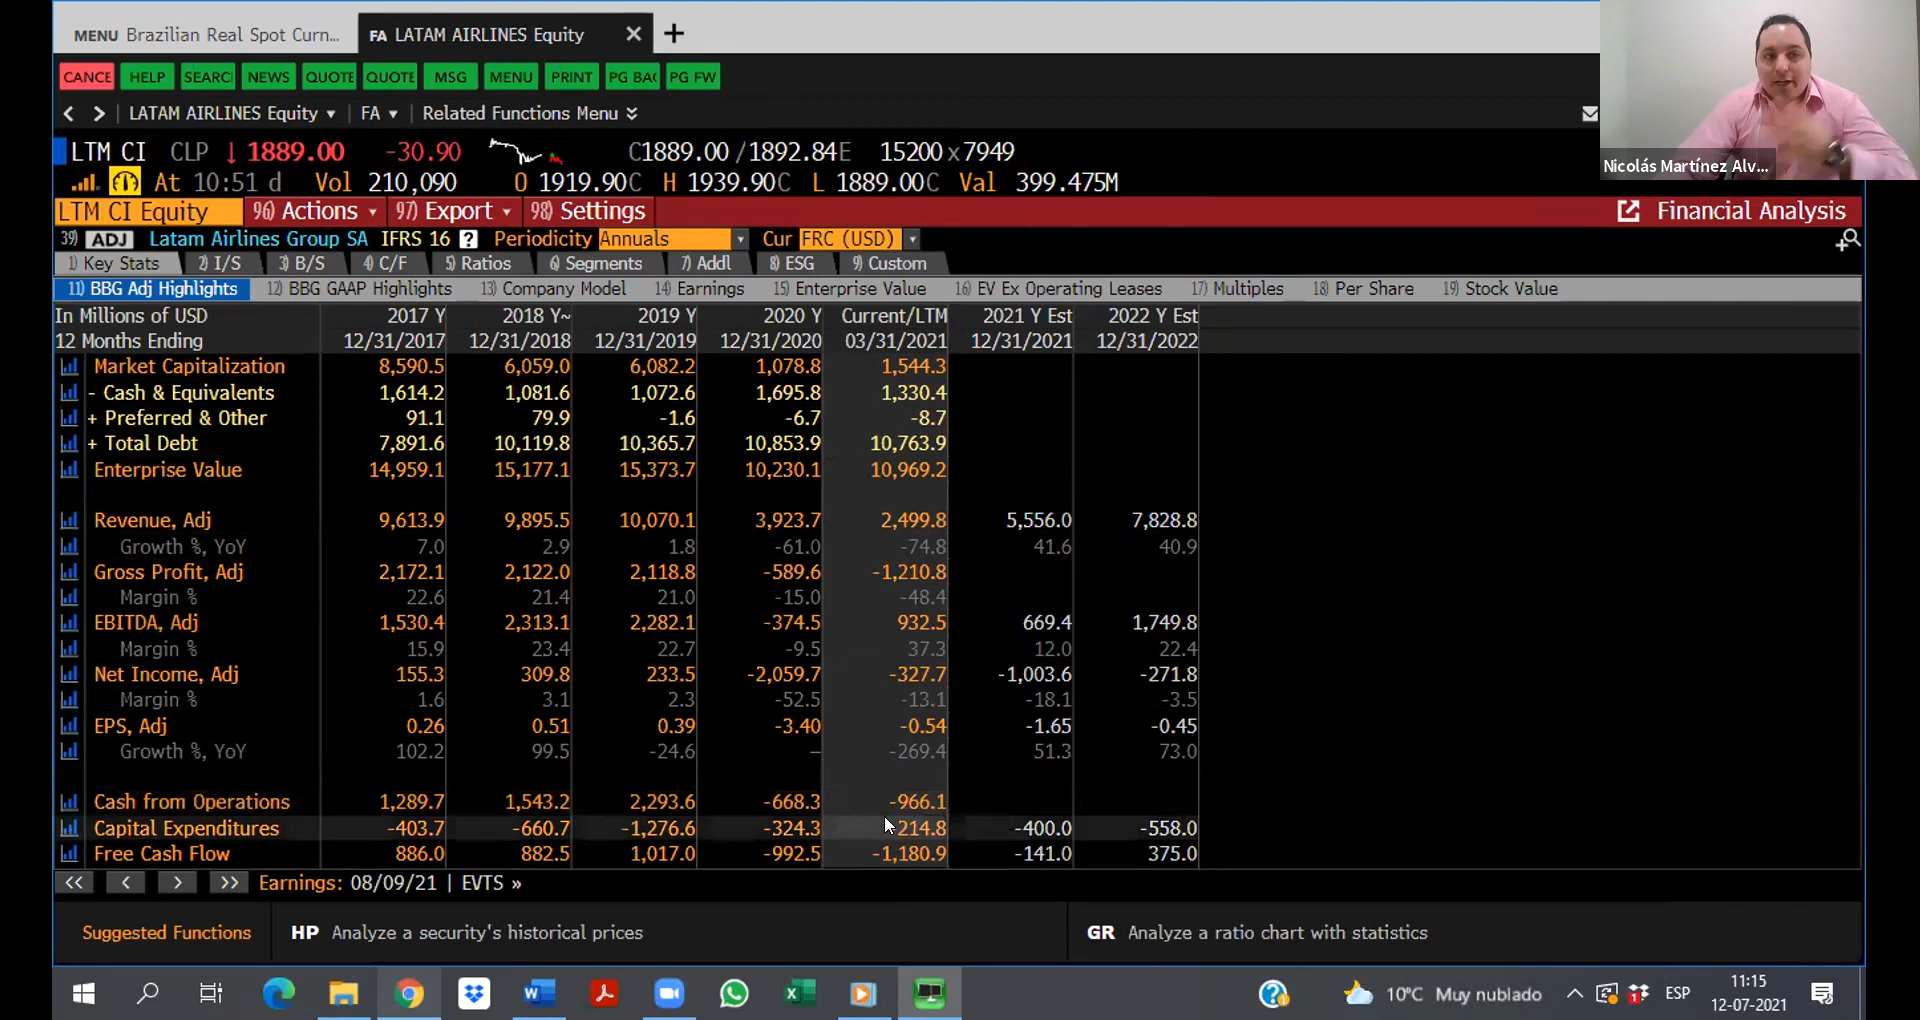 MENU Brazilian Real Spot Curn...
FA LATAM AIRLINES Equity
CANCE HELP SEARC NEWS QUOTE QUOTE MSG MENU PRINT PG BAC PG FW
LATAM AIRLINES Equity FA Related Functions Menu
LTM CI CLP ↓ 1889.00 -30.90 C1889.00 /1892.84E 15200 x 7949
At 10:51 d Vol 210,090 O 1919.90C H 1939.90C L 1889.00C Val 399.475M
Nicolás Martínez Alv...
LTM CI Equity 96) Actions 97) Export 98) Settings Financial Analysis
39) ADJ Latam Airlines Group SA IFRS 16 ? Periodicity Annuals Cur FRC (USD)
1) Key Stats 2) I/S 3) B/S 4) C/F 5) Ratios 6) Segments 7) Addl 8) ESG 9) Custom
11) BBG Adj Highlights 12) BBG GAAP Highlights 13) Company Model 14) Earnings 15) Enterprise Value 16) EV Ex Operating Leases 17) Multiples 18) Per Share 19) Stock Value
In Millions of USD 2017 Y 2018 Y~ 2019 Y 2020 Y Current/LTM 2021 Y Est 2022 Y Est
12 Months Ending 12/31/2017 12/31/2018 12/31/2019 12/31/2020 03/31/2021 12/31/2021 12/31/2022
Market Capitalization 8,590.5 6,059.0 6,082.2 1,078.8 1,544.3
- Cash & Equivalents 1,614.2 1,081.6 1,072.6 1,695.8 1,330.4
+ Preferred & Other 91.1 79.9 -1.6 -6.7 -8.7
+ Total Debt 7,891.6 10,119.8 10,365.7 10,853.9 10,763.9
Enterprise Value 14,959.1 15,177.1 15,373.7 10,230.1 10,969.2
Revenue, Adj 9,613.9 9,895.5 10,070.1 3,923.7 2,499.8 5,556.0 7,828.8
Growth %, YoY 7.0 2.9 1.8 -61.0 -74.8 41.6 40.9
Gross Profit, Adj 2,172.1 2,122.0 2,118.8 -589.6 -1,210.8
Margin % 22.6 21.4 21.0 -15.0 -48.4
EBITDA, Adj 1,530.4 2,313.1 2,282.1 -374.5 932.5 669.4 1,749.8
Margin % 15.9 23.4 22.7 -9.5 37.3 12.0 22.4
Net Income, Adj 155.3 309.8 233.5 -2,059.7 -327.7 -1,003.6 -271.8
Margin % 1.6 3.1 2.3 -52.5 -13.1 -18.1 -3.5
EPS, Adj 0.26 0.51 0.39 -3.40 -0.54 -1.65 -0.45
Growth %, YoY 102.2 99.5 -24.6 – -269.4 51.3 73.0
Cash from Operations 1,289.7 1,543.2 2,293.6 -668.3 -966.1
Capital Expenditures -403.7 -660.7 -1,276.6 -324.3 -214.8 -400.0 -558.0
Free Cash Flow 886.0 882.5 1,017.0 -992.5 -1,180.9 -141.0 375.0
<< < > >> Earnings: 08/09/21 | EVTS »
Suggested Functions HP Analyze a security's historical prices GR Analyze a ratio chart with statistics
10°C Muy nublado ESP 11:15
12-07-2021